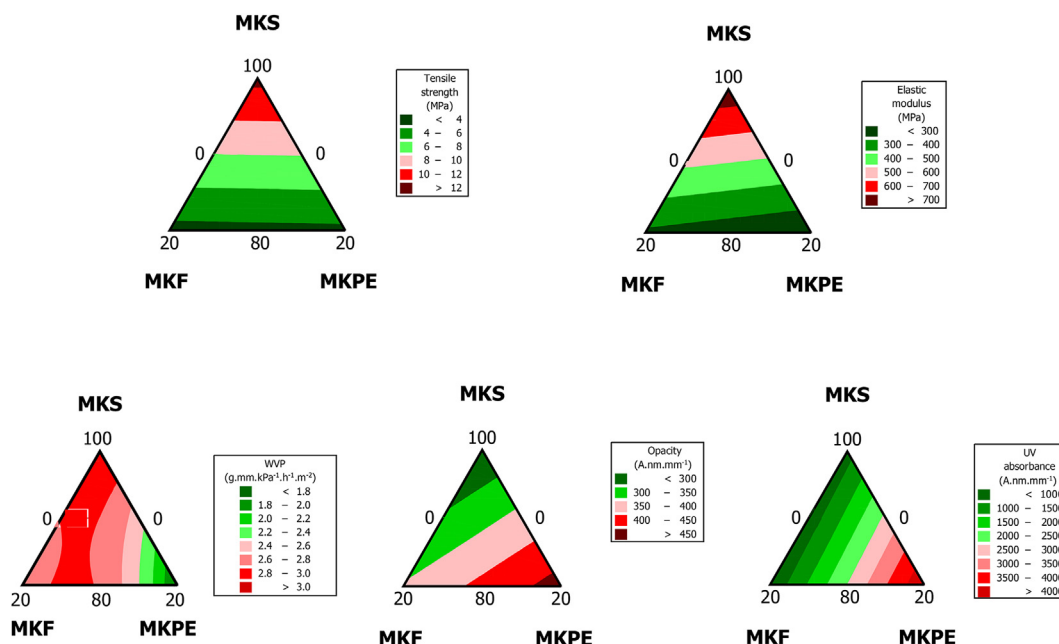 MKS
100
0
0
20
80
20
MKF
MKPE
Tensile
strength
(MPa)
< 4
4 – 6
6 – 8
8 – 10
10 – 12
> 12
MKS
100
0
0
20
80
20
MKF
MKPE
Elastic
modulus
(MPa)
< 300
300 – 400
400 – 500
500 – 600
600 – 700
> 700
MKS
100
0
0
20
80
20
MKF
MKPE
WVP
(g.mm.kPa⁻¹.h⁻¹.m⁻²)
< 1.8
1.8 – 2.0
2.0 – 2.2
2.2 – 2.4
2.4 – 2.6
2.6 – 2.8
2.8 – 3.0
> 3.0
MKS
100
0
0
20
80
20
MKF
MKPE
Opacity
(A.nm.mm⁻¹)
< 300
300 – 350
350 – 400
400 – 450
> 450
MKS
100
0
0
20
80
20
MKF
MKPE
UV
absorbance
(A.nm.mm⁻¹)
< 1000
1000 – 1500
1500 – 2000
2000 – 2500
2500 – 3000
3000 – 3500
3500 – 4000
> 4000